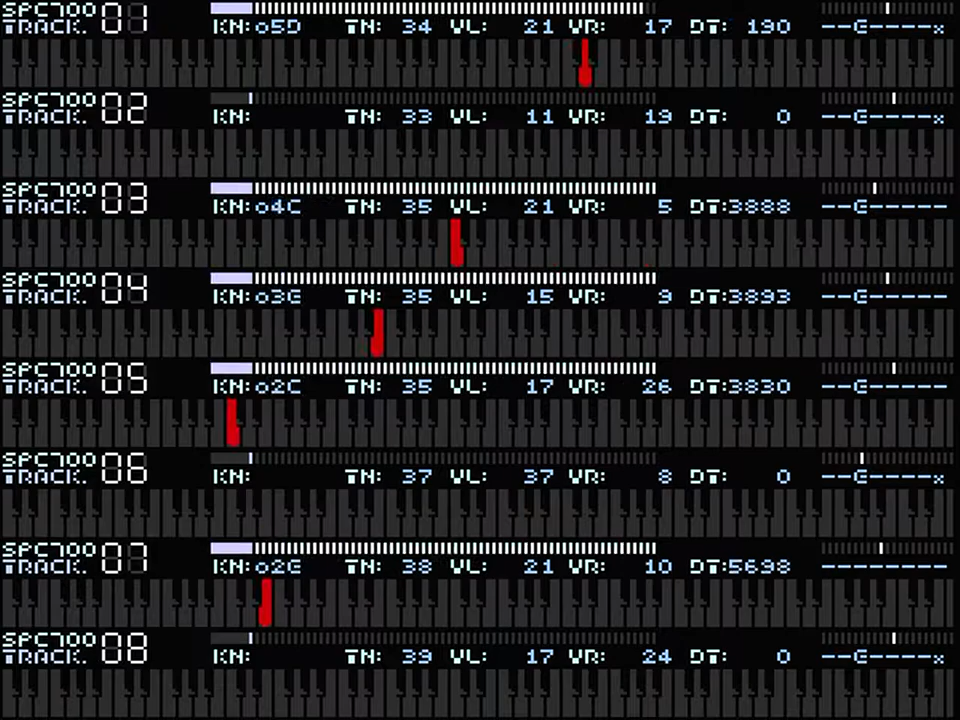 SPC700 01 KN:o5D TN: 34 VL: 21 VR: 17 DT: 190 --G----x
TRACK.
SPC700 02 KN: TN: 33 VL: 11 VR: 19 DT: 0 --G----x
TRACK.
SPC700 03 KN:o4C TN: 35 VL: 21 VR: 5 DT:3888 --G-----
TRACK.
SPC700 04 KN:o3G TN: 35 VL: 15 VR: 9 DT:3893 --G-----
TRACK.
SPC700 05 KN:o2C TN: 35 VL: 17 VR: 26 DT:3830 --G-----
TRACK.
SPC700 06 KN: TN: 37 VL: 37 VR: 8 DT: 0 --G----x
TRACK.
SPC700 07 KN:o2G TN: 38 VL: 21 VR: 10 DT:5698 --------
TRACK.
SPC700 08 KN: TN: 39 VL: 17 VR: 24 DT: 0 --G----x
TRACK.